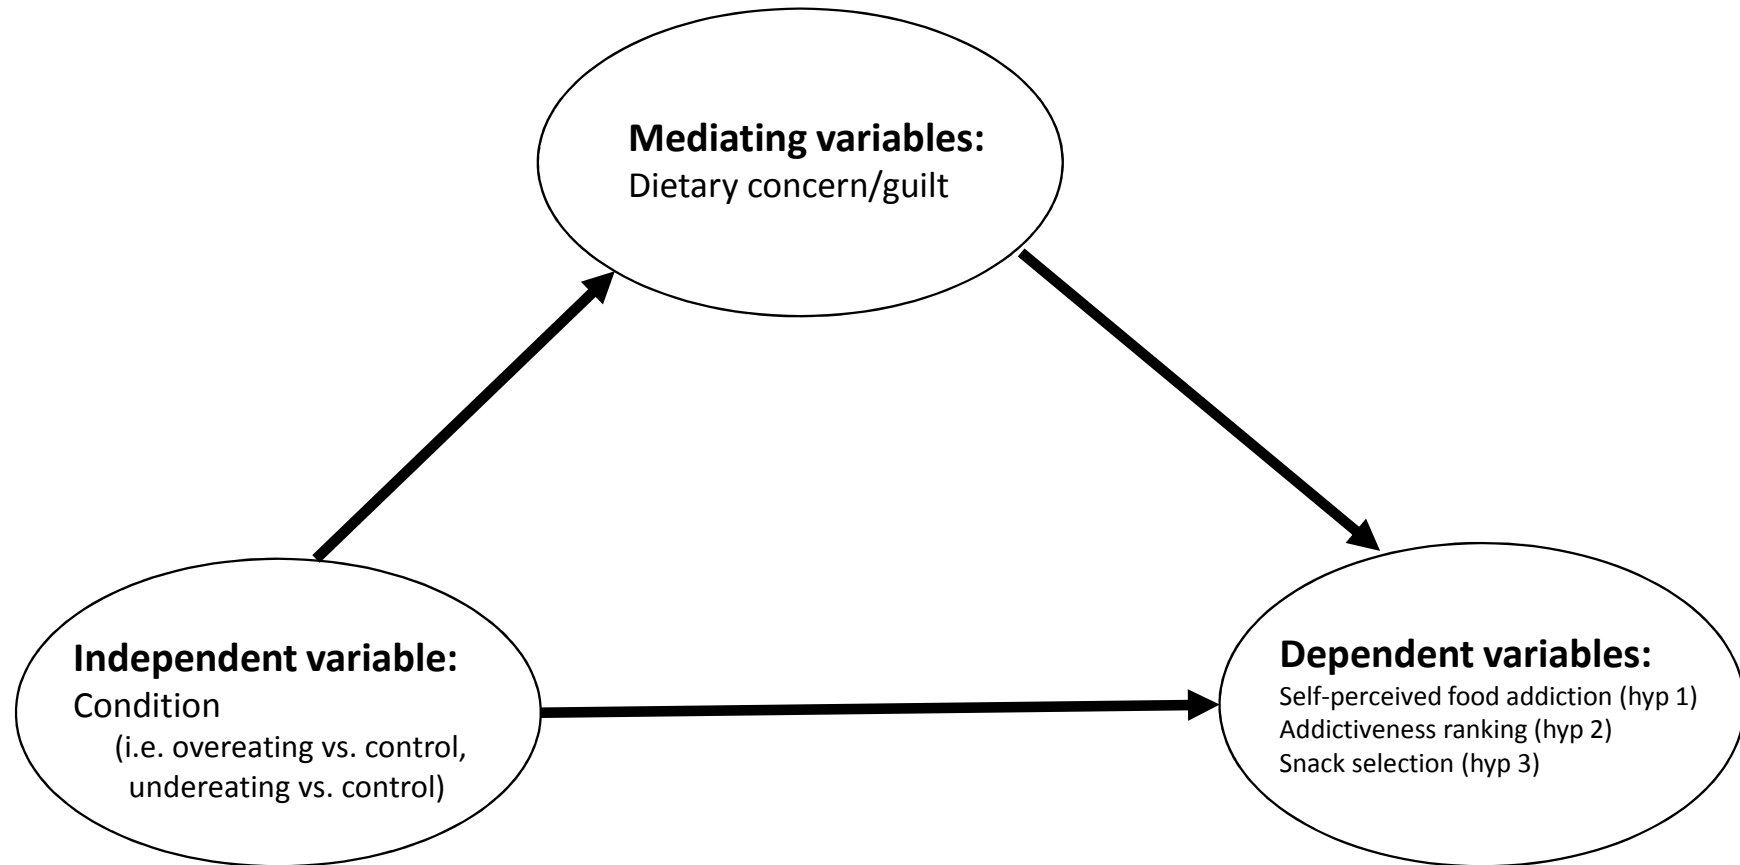 Mediating variables:
Dietary concern/guilt
Independent variable:
Condition
(i.e. overeating vs. control,
undereating vs. control)
Dependent variables:
Self-perceived food addiction (hyp 1)
Addictiveness ranking (hyp 2)
Snack selection (hyp 3)